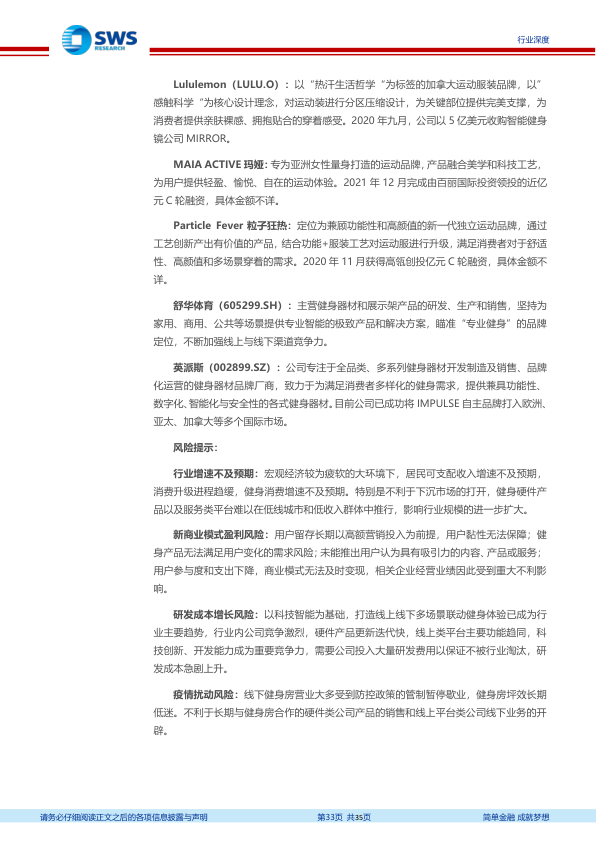 SWS
RESEARCH
行业深度
Lululemon（LULU.O）：以“热汗生活哲学“为标签的加拿大运动服装品牌，以”
感触科学“为核心设计理念，对运动装进行分区压缩设计，为关键部位提供完美支撑，为
消费者提供亲肤裸感、拥抱贴合的穿着感受。2020 年九月，公司以 5 亿美元收购智能健身
镜公司 MIRROR。
MAIA ACTIVE 玛娅：专为亚洲女性量身打造的运动品牌，产品融合美学和科技工艺，
为用户提供轻盈、愉悦、自在的运动体验。2021 年 12 月完成由百丽国际投资领投的近亿
元 C 轮融资，具体金额不详。
Particle Fever 粒子狂热：定位为兼顾功能性和高颜值的新一代独立运动品牌，通过
工艺创新产出有价值的产品，结合功能+服装工艺对运动服进行升级，满足消费者对于舒适
性、高颜值和多场景穿着的需求。2020 年 11 月获得高瓴创投亿元 C 轮融资，具体金额不
详。
舒华体育（605299.SH）：主营健身器材和展示架产品的研发、生产和销售，坚持为
家用、商用、公共等场景提供专业智能的极致产品和解决方案，瞄准“专业健身”的品牌
定位，不断加强线上与线下渠道竞争力。
英派斯（002899.SZ）：公司专注于全品类、多系列健身器材开发制造及销售、品牌
化运营的健身器材品牌厂商，致力于为满足消费者多样化的健身需求，提供兼具功能性、
数字化、智能化与安全性的各式健身器材。目前公司已成功将 IMPULSE 自主品牌打入欧洲、
亚太、加拿大等多个国际市场。
风险提示：
行业增速不及预期：宏观经济较为疲软的大环境下，居民可支配收入增速不及预期，
消费升级进程趋缓，健身消费增速不及预期。特别是不利于下沉市场的打开，健身硬件产
品以及服务类平台难以在低线城市和低收入群体中推行，影响行业规模的进一步扩大。
新商业模式盈利风险：用户留存长期以高额营销投入为前提，用户黏性无法保障；健
身产品无法满足用户变化的需求风险；未能推出用户认为具有吸引力的内容、产品或服务；
用户参与度和支出下降，商业模式无法及时变现，相关企业经营业绩因此受到重大不利影
响。
研发成本增长风险：以科技智能为基础，打造线上线下多场景联动健身体验已成为行
业主要趋势，行业内公司竞争激烈，硬件产品更新迭代快，线上类平台主要功能趋同，科
技创新、开发能力成为重要竞争力，需要公司投入大量研发费用以保证不被行业淘汰，研
发成本急剧上升。
疫情扰动风险：线下健身房营业大多受到防控政策的管制暂停歇业，健身房坪效长期
低迷。不利于长期与健身房合作的硬件类公司产品的销售和线上平台类公司线下业务的开
辟。
请务必仔细阅读正文之后的各项信息披露与声明 第33页 共35页 简单金融 成就梦想